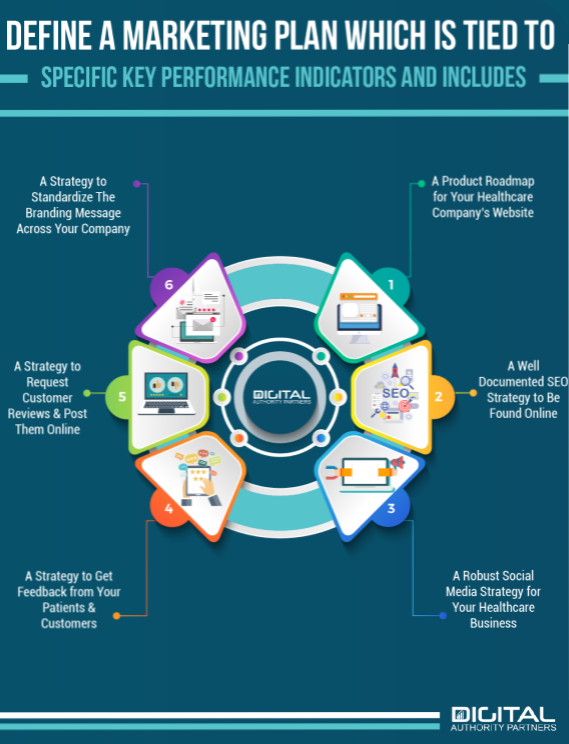 DEFINE A MARKETING PLAN WHICH IS TIED TO
SPECIFIC KEY PERFORMANCE INDICATORS AND INCLUDES
A Product Roadmap
for Your Healthcare
Company's Website
1
A Well
Documented SEO
Strategy to Be
Found Online
2
SEO
A Robust Social
Media Strategy for
Your Healthcare
Business
3
A Strategy to Get
Feedback from Your
Patients &
Customers
4
A Strategy to
Request
Customer
Reviews & Post
Them Online
5
A Strategy to
Standardize The
Branding Message
Across Your Company
6
DIGITAL
AUTHORITY PARTNERS
DIGITAL
AUTHORITY PARTNERS